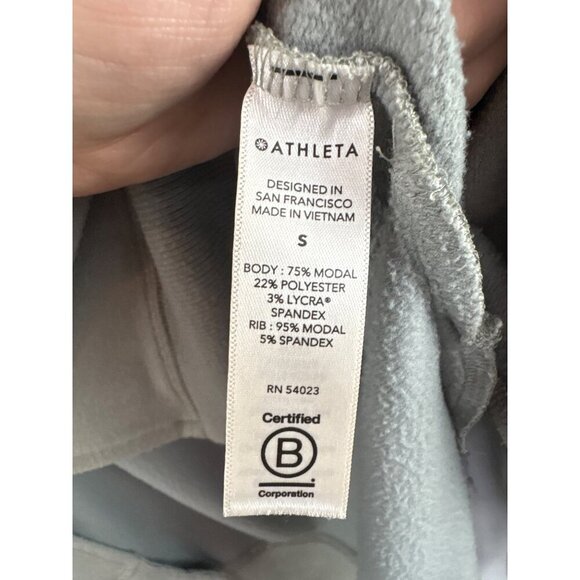 ATHLETA
DESIGNED IN
SAN FRANCISCO
MADE IN VIETNAM
S
BODY : 75% MODAL
22% POLYESTER
3% LYCRA®
SPANDEX
RIB : 95% MODAL
5% SPANDEX
RN 54023
Certified
B
Corporation